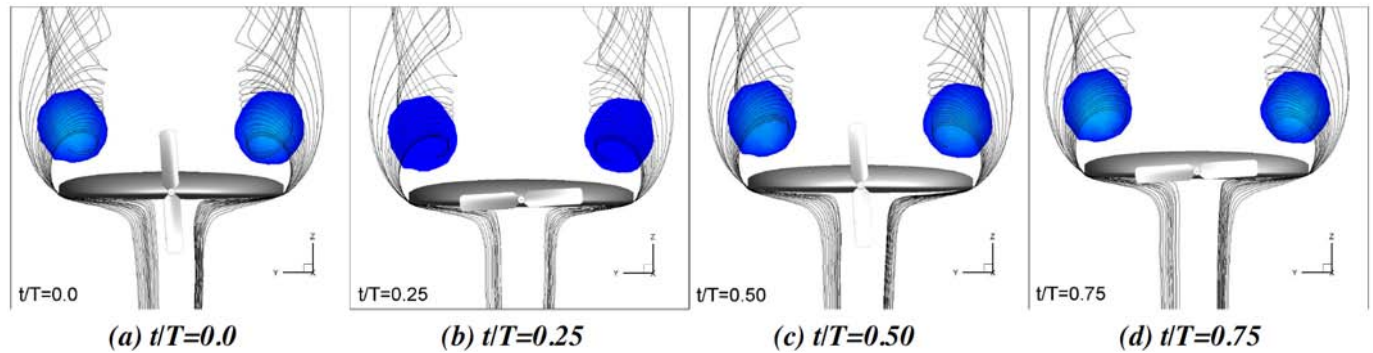 Z
Y
X
t/T=0.0
Z
Y
X
t/T=0.25
Z
Y
X
t/T=0.50
Z
Y
X
t/T=0.75
(a) t/T=0.0
(b) t/T=0.25
(c) t/T=0.50
(d) t/T=0.75